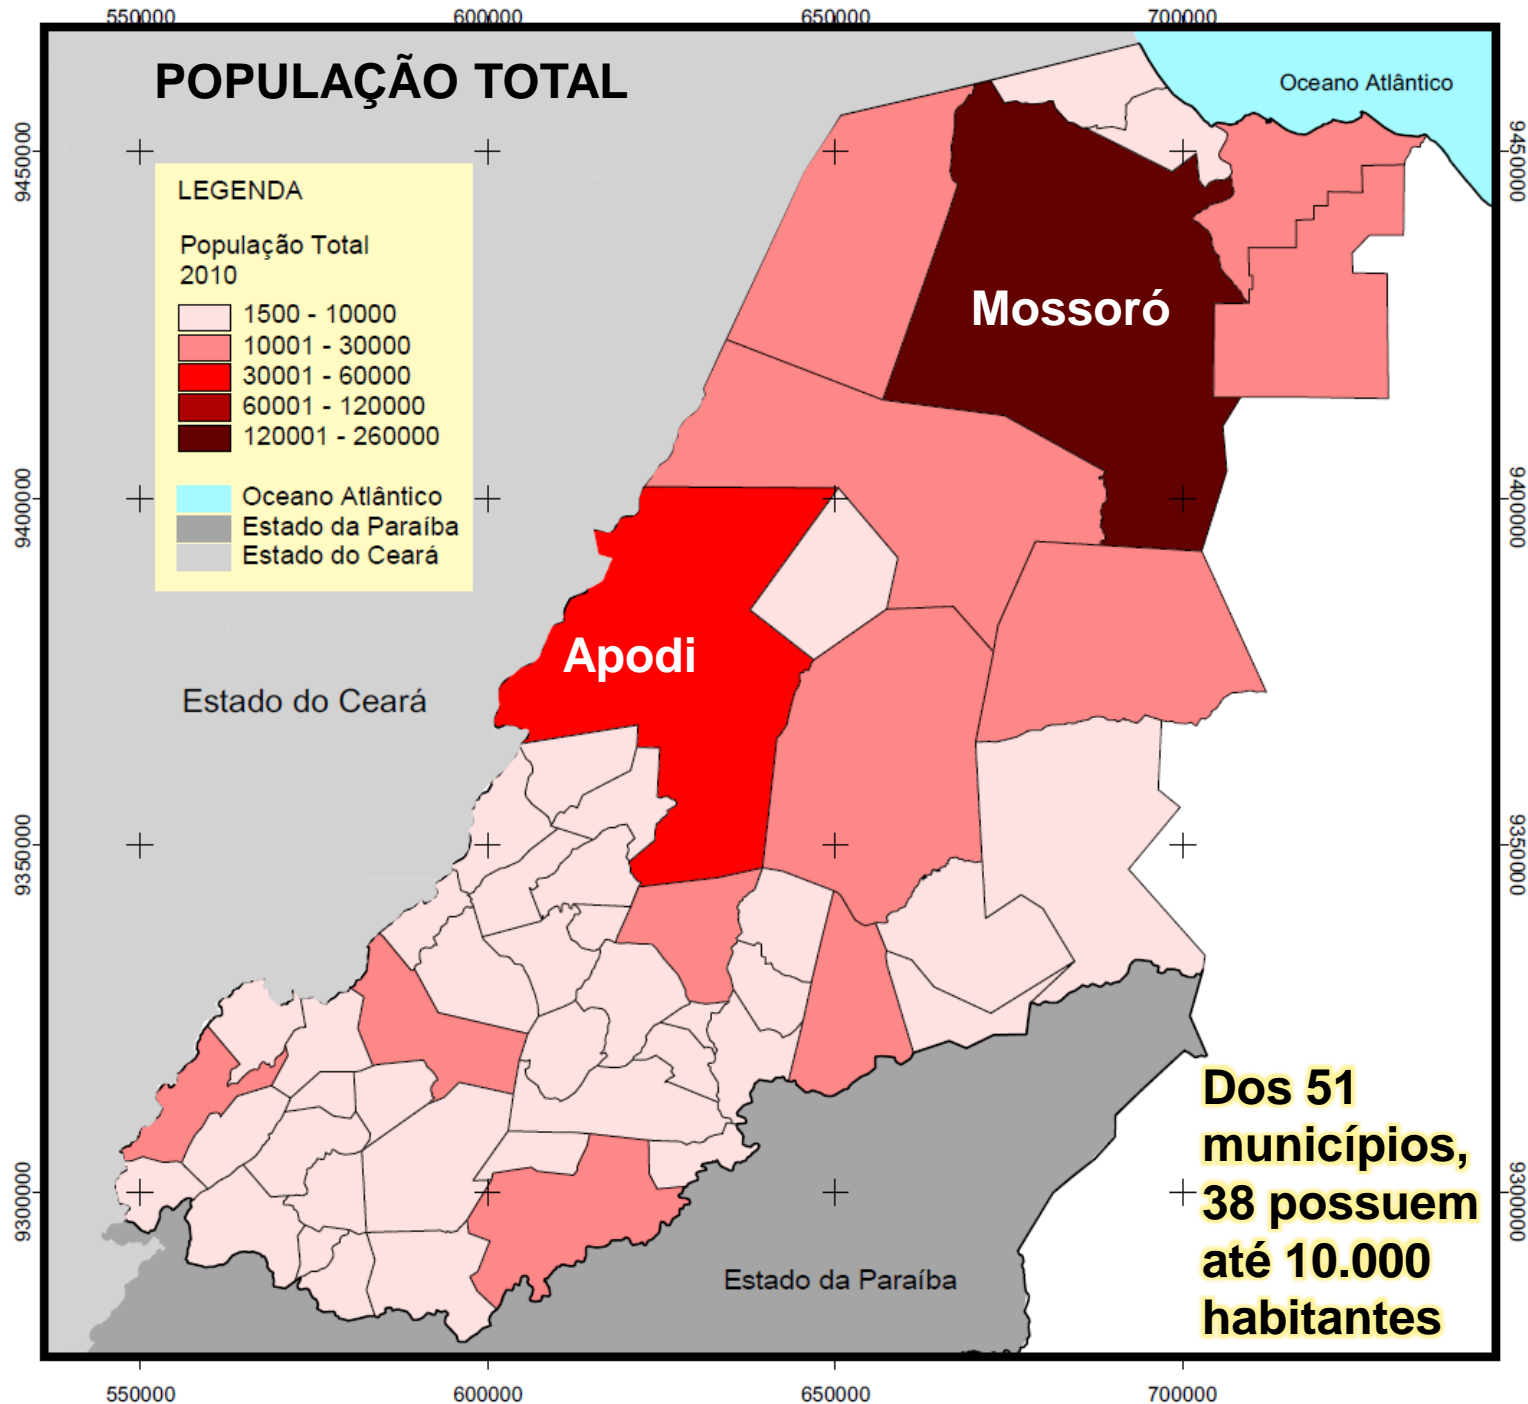 550000 600000 650000 700000
POPULAÇÃO TOTAL
Oceano Atlântico
9450000 9450000
LEGENDA
População Total
2010
1500 - 10000
10001 - 30000
30001 - 60000
60001 - 120000
120001 - 260000
Oceano Atlântico
Estado da Paraíba
Estado do Ceará
Mossoró
9400000 9400000
Apodi
Estado do Ceará
9350000 9350000
Dos 51
municípios,
38 possuem
até 10.000
habitantes
9300000 9300000
Estado da Paraíba
550000 600000 650000 700000